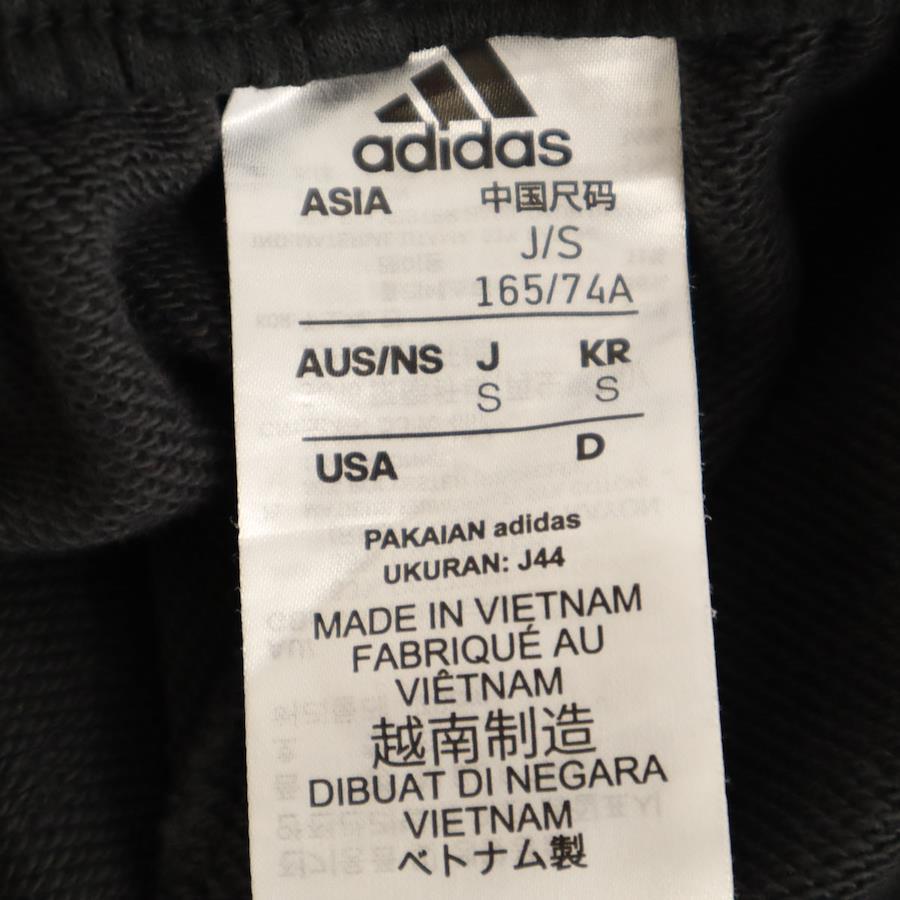 adidas
ASIA 中国尺码
J/S
165/74A
AUS/NS J KR
S S
USA D
PAKAIAN adidas
UKURAN: J44
MADE IN VIETNAM
FABRIQUÉ AU
VIÊTNAM
越南制造
DIBUAT DI NEGARA
VIETNAM
ベトナム製